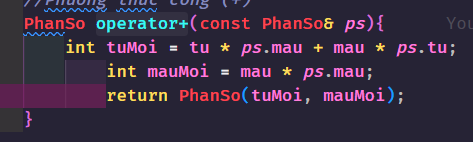 //Phuong thuc cong (+)
PhanSo operator+(const PhanSo& ps){
int tuMoi = tu * ps.mau + mau * ps.tu;
int mauMoi = mau * ps.mau;
return PhanSo(tuMoi, mauMoi);
}